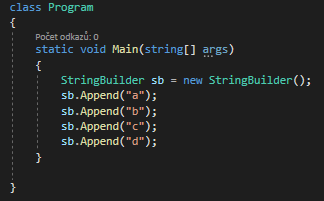 class Program
{
Počet odkazů: 0
static void Main(string[] args)
{
StringBuilder sb = new StringBuilder();
sb.Append("a");
sb.Append("b");
sb.Append("c");
sb.Append("d");
}
}